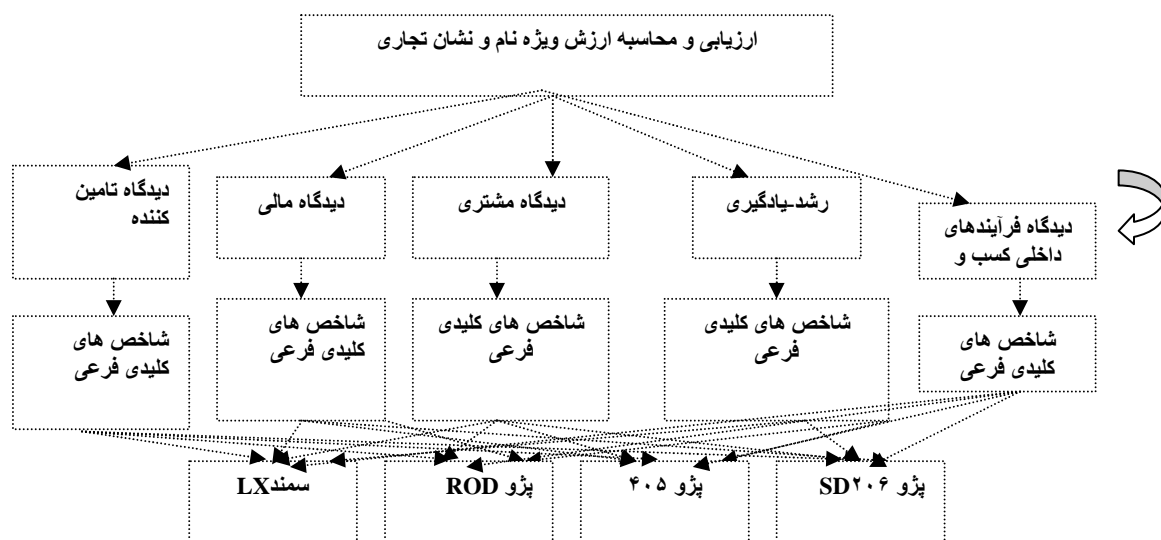 ارزیابی و محاسبه ارزش ویژه نام و نشان تجاری
دیدگاه فرآیندهای
داخلی کسب و
رشد-یادگیری
دیدگاه مشتری
دیدگاه مالی
دیدگاه تامین
کننده
شاخص های
کلیدی فرعی
شاخص های کلیدی
فرعی
شاخص های کلیدی
فرعی
شاخص های
کلیدی فرعی
شاخص های
کلیدی فرعی
پژو SD۲۰۶
پژو ۴۰۵
پژو ROD
سمندLX